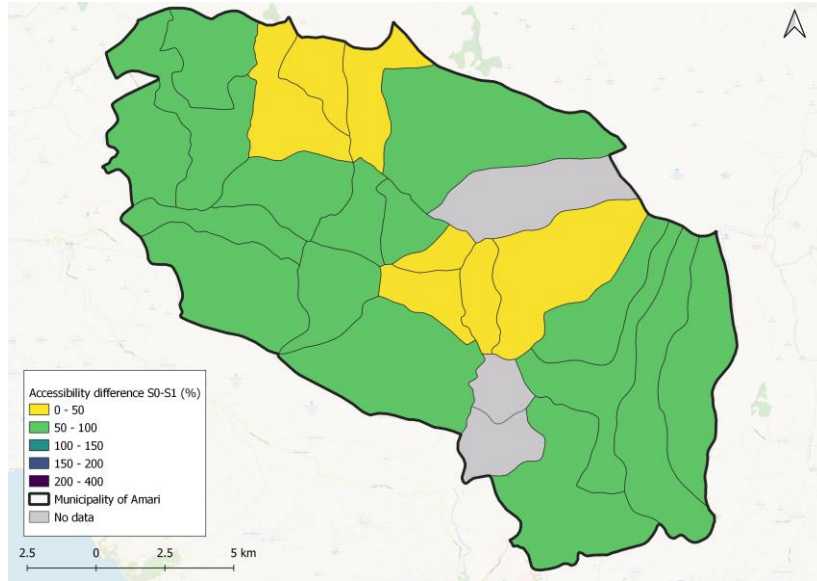 Accessibility difference S0-S1 (%)
0 - 50
50 - 100
100 - 150
150 - 200
200 - 400
Municipality of Amari
No data
2.5 0 2.5 5 km